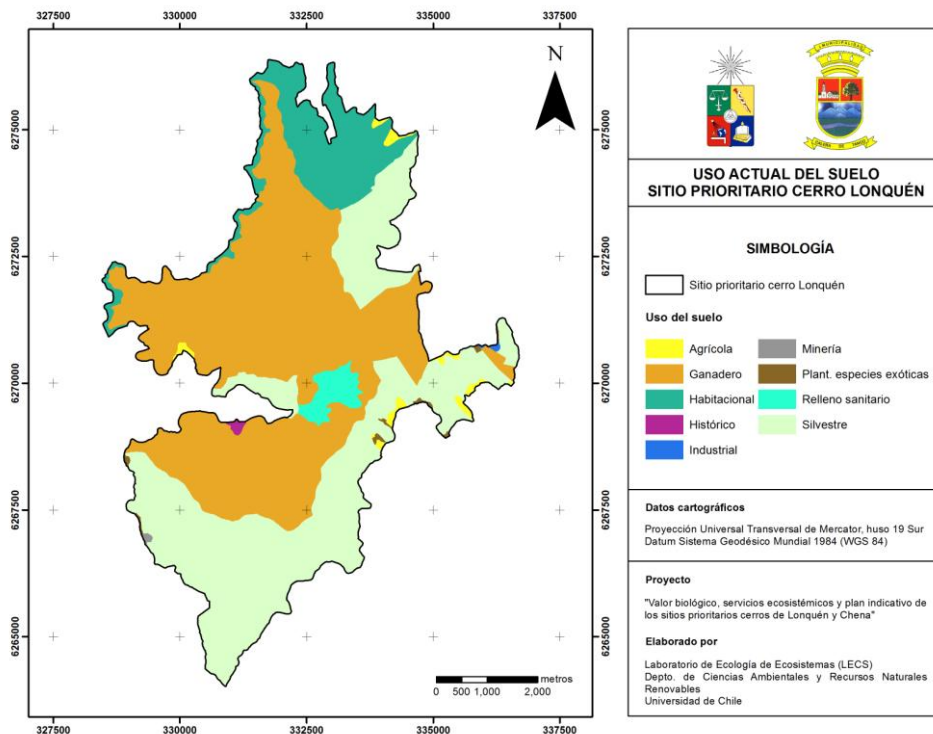 327500 330000 332500 335000 337500
6275000 6275000
6272500 6272500
6270000 6270000
6267500 6267500
6265000 6265000
N
metros
0 500 1,000 2,000
327500 330000 332500 335000 337500
MUNICIPALIDAD
CALERA DE TANGO
USO ACTUAL DEL SUELO
SITIO PRIORITARIO CERRO LONQUÉN
SIMBOLOGÍA
Sitio prioritario cerro Lonquén
Uso del suelo
Agrícola
Ganadero
Habitacional
Histórico
Industrial
Minería
Plant. especies exóticas
Relleno sanitario
Silvestre
Datos cartográficos
Proyección Universal Transversal de Mercator, huso 19 Sur
Datum Sistema Geodésico Mundial 1984 (WGS 84)
Proyecto
"Valor biológico, servicios ecosistémicos y plan indicativo de
los sitios prioritarios cerros de Lonquén y Chena"
Elaborado por
Laboratorio de Ecología de Ecosistemas (LECS)
Depto. de Ciencias Ambientales y Recursos Naturales
Renovables
Universidad de Chile